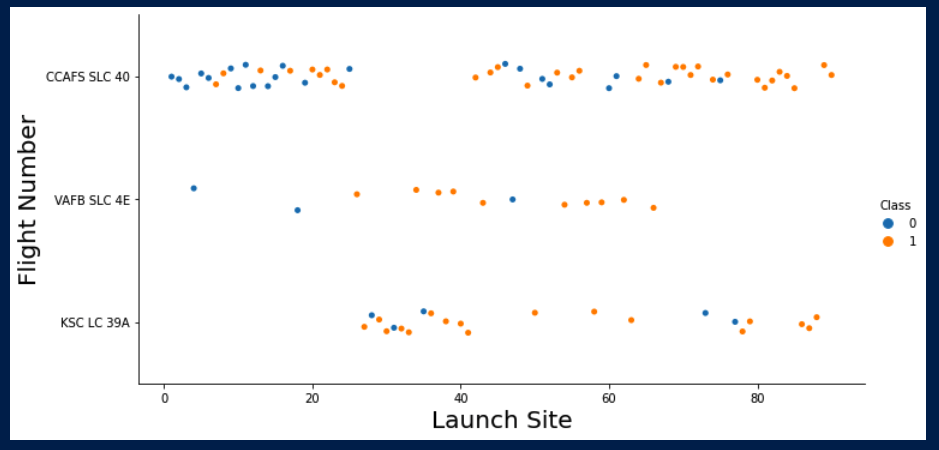 Flight Number
CCAFS SLC 40
VAFB SLC 4E
KSC LC 39A
0 20 40 60 80
Launch Site
Class
0
1